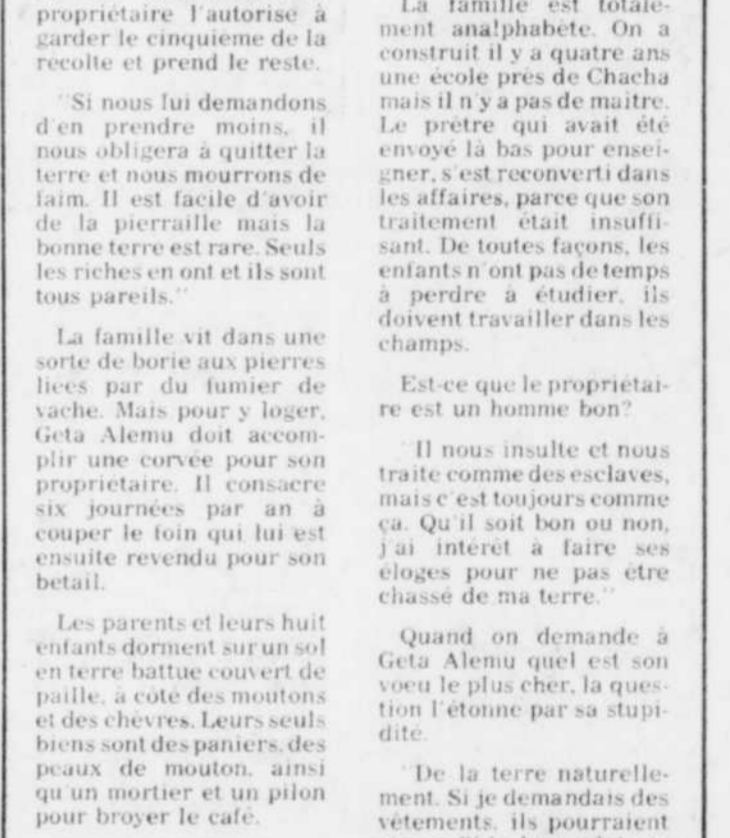 propriétaire l'autorise à
garder le cinquième de la
récolte et prend le reste.
"Si nous lui demandons
d'en prendre moins, il
nous obligera à quitter la
terre et nous mourrons de
faim. Il est facile d'avoir
de la pierraille mais la
bonne terre est rare. Seuls
les riches en ont et ils sont
tous pareils."
La famille vit dans une
sorte de borie aux pierres
liées par du fumier de
vache. Mais pour y loger,
Geta Alemu doit accom-
plir une corvée pour son
propriétaire. Il consacre
six journées par an à
couper le foin qui lui est
ensuite revendu pour son
betail.
Les parents et leurs huit
enfants dorment sur un sol
en terre battue couvert de
paille, à côté des moutons
et des chèvres. Leurs seuls
biens sont des paniers, des
peaux de mouton, ainsi
qu'un mortier et un pilon
pour broyer le café.
La famille est totale-
ment analphabète. On a
construit il y a quatre ans
une école près de Chacha
mais il n'y a pas de maitre.
Le prêtre qui avait été
envoyé là bas pour ensei-
gner, s'est reconverti dans
les affaires, parce que son
traitement était insuffi-
sant. De toutes façons, les
enfants n'ont pas de temps
à perdre à étudier, ils
doivent travailler dans les
champs.
Est-ce que le propriétai-
re est un homme bon?
"Il nous insulte et nous
traite comme des esclaves,
mais c'est toujours comme
ça. Qu'il soit bon ou non,
j'ai intérêt à faire ses
éloges pour ne pas être
chassé de ma terre."
Quand on demande à
Geta Alemu quel est son
voeu le plus cher, la ques-
tion l'étonne par sa stupi-
dité.
"De la terre naturelle-
ment. Si je demandais des
vêtements, ils pourraient